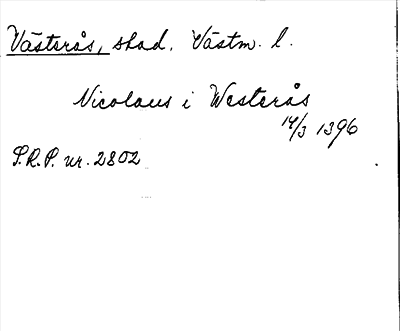 Västerås, stad. Västm. l.
Nicolaus i Westerås
14/3 1396
S.R.P. nr. 2802